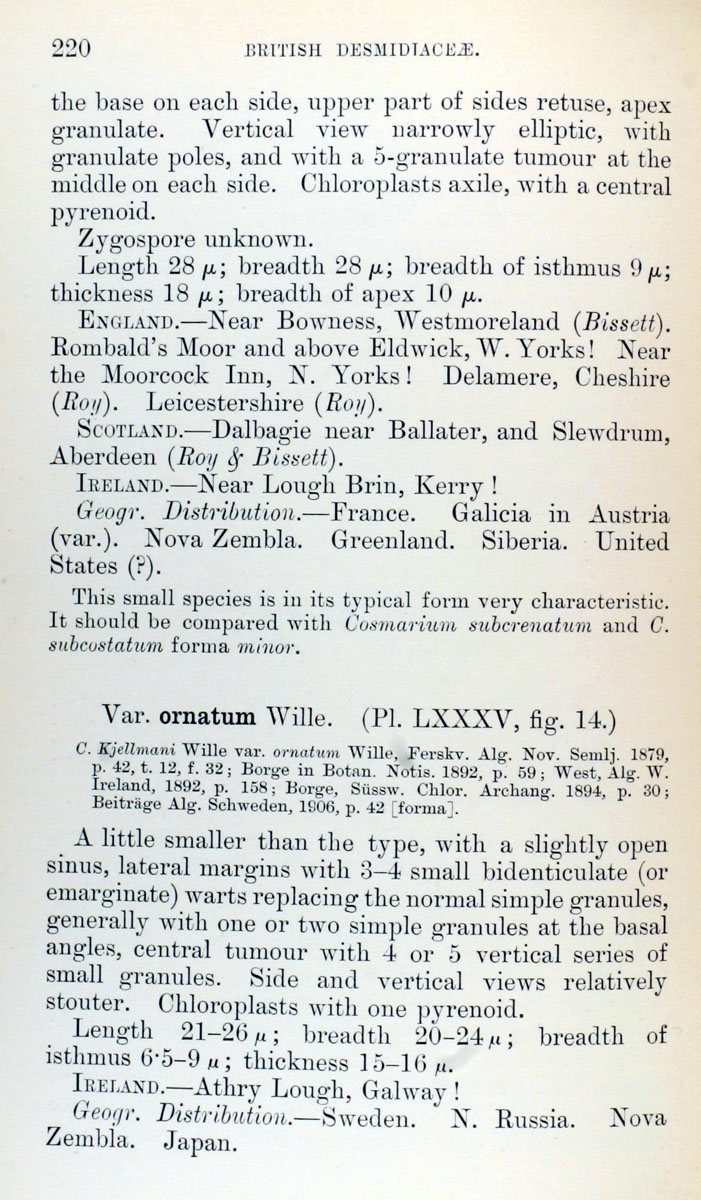 220 BRITISH DESMIDIACEÆ.
the base on each side, upper part of sides retuse, apex
granulate. Vertical view narrowly elliptic, with
granulate poles, and with a 5-granulate tumour at the
middle on each side. Chloroplasts axile, with a central
pyrenoid.
Zygospore unknown.
Length 28 μ; breadth 28 μ; breadth of isthmus 9 μ;
thickness 18 μ; breadth of apex 10 μ.
ENGLAND.—Near Bowness, Westmoreland (Bissett).
Rombald's Moor and above Eldwick, W. Yorks! Near
the Moorcock Inn, N. Yorks! Delamere, Cheshire
(Roy). Leicestershire (Roy).
SCOTLAND.—Dalbagie near Ballater, and Slewdrum,
Aberdeen (Roy & Bissett).
IRELAND.—Near Lough Brin, Kerry!
Geogr. Distribution.—France. Galicia in Austria
(var.). Nova Zembla. Greenland. Siberia. United
States (?).
This small species is in its typical form very characteristic.
It should be compared with Cosmarium subcrenatum and C.
subcostatum forma minor.
Var. ornatum Wille. (Pl. LXXXV, fig. 14.)
C. Kjellmani Wille var. ornatum Wille, Ferskv. Alg. Nov. Semlj. 1879,
p. 42, t. 12, f. 32; Borge in Botan. Notis. 1892, p. 59; West, Alg. W.
Ireland, 1892, p. 158; Borge, Süssw. Chlor. Archang. 1894, p. 30;
Beiträge Alg. Schweden, 1906, p. 42 [forma].
A little smaller than the type, with a slightly open
sinus, lateral margins with 3–4 small bidenticulate (or
emarginate) warts replacing the normal simple granules,
generally with one or two simple granules at the basal
angles, central tumour with 4 or 5 vertical series of
small granules. Side and vertical views relatively
stouter. Chloroplasts with one pyrenoid.
Length 21–26 μ; breadth 20–24 μ; breadth of
isthmus 6·5–9 μ; thickness 15–16 μ.
IRELAND.—Athry Lough, Galway!
Geogr. Distribution.—Sweden. N. Russia. Nova
Zembla. Japan.